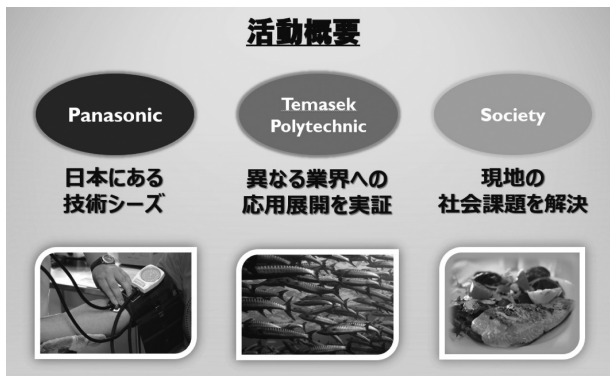 活動概要
Panasonic
Temasek
Polytechnic
Society
日本にある
技術シーズ
異なる業界への
応用展開を実証
現地の
社会課題を解決